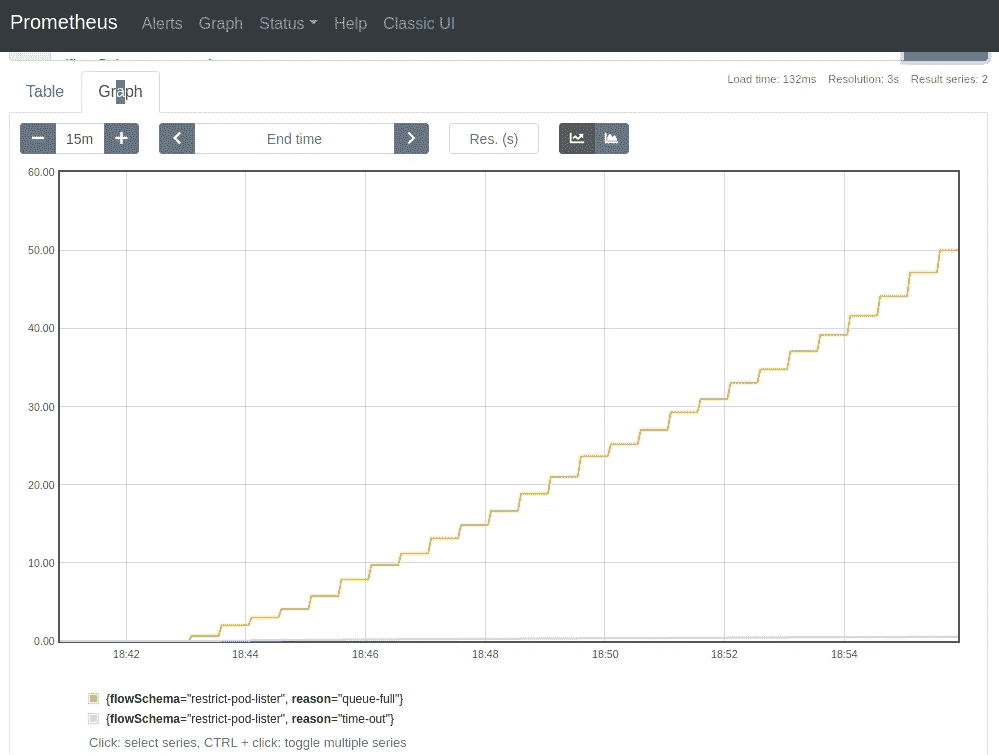 Prometheus Alerts Graph Status Help Classic UI
Load time: 132ms Resolution: 3s Result series: 2
Table Graph
15m End time Res. (s)
60.00
50.00
40.00
30.00
20.00
10.00
0.00
18:42 18:44 18:46 18:48 18:50 18:52 18:54
{flowSchema="restrict-pod-lister", reason="queue-full"}
{flowSchema="restrict-pod-lister", reason="time-out"}
Click: select series, CTRL + click: toggle multiple series